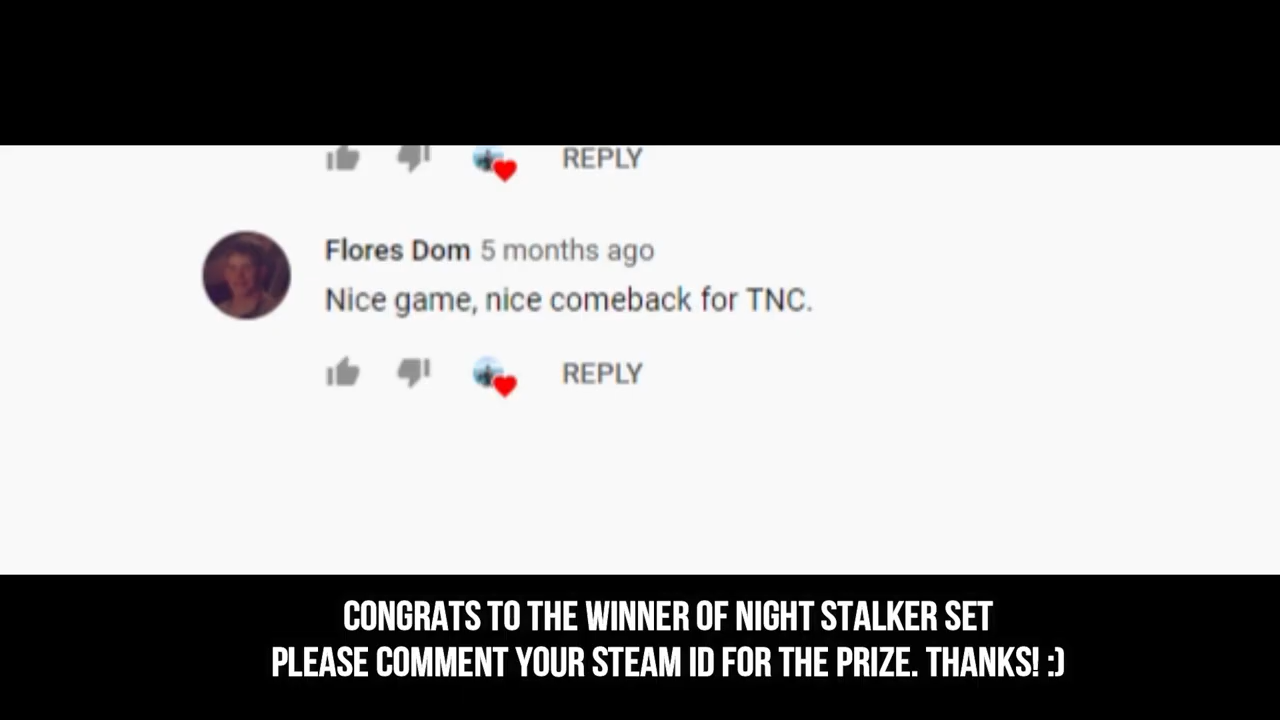 REPLY
Flores Dom 5 months ago
Nice game, nice comeback for TNC.
REPLY
CONGRATS TO THE WINNER OF NIGHT STALKER SET
PLEASE COMMENT YOUR STEAM ID FOR THE PRIZE. THANKS! :)